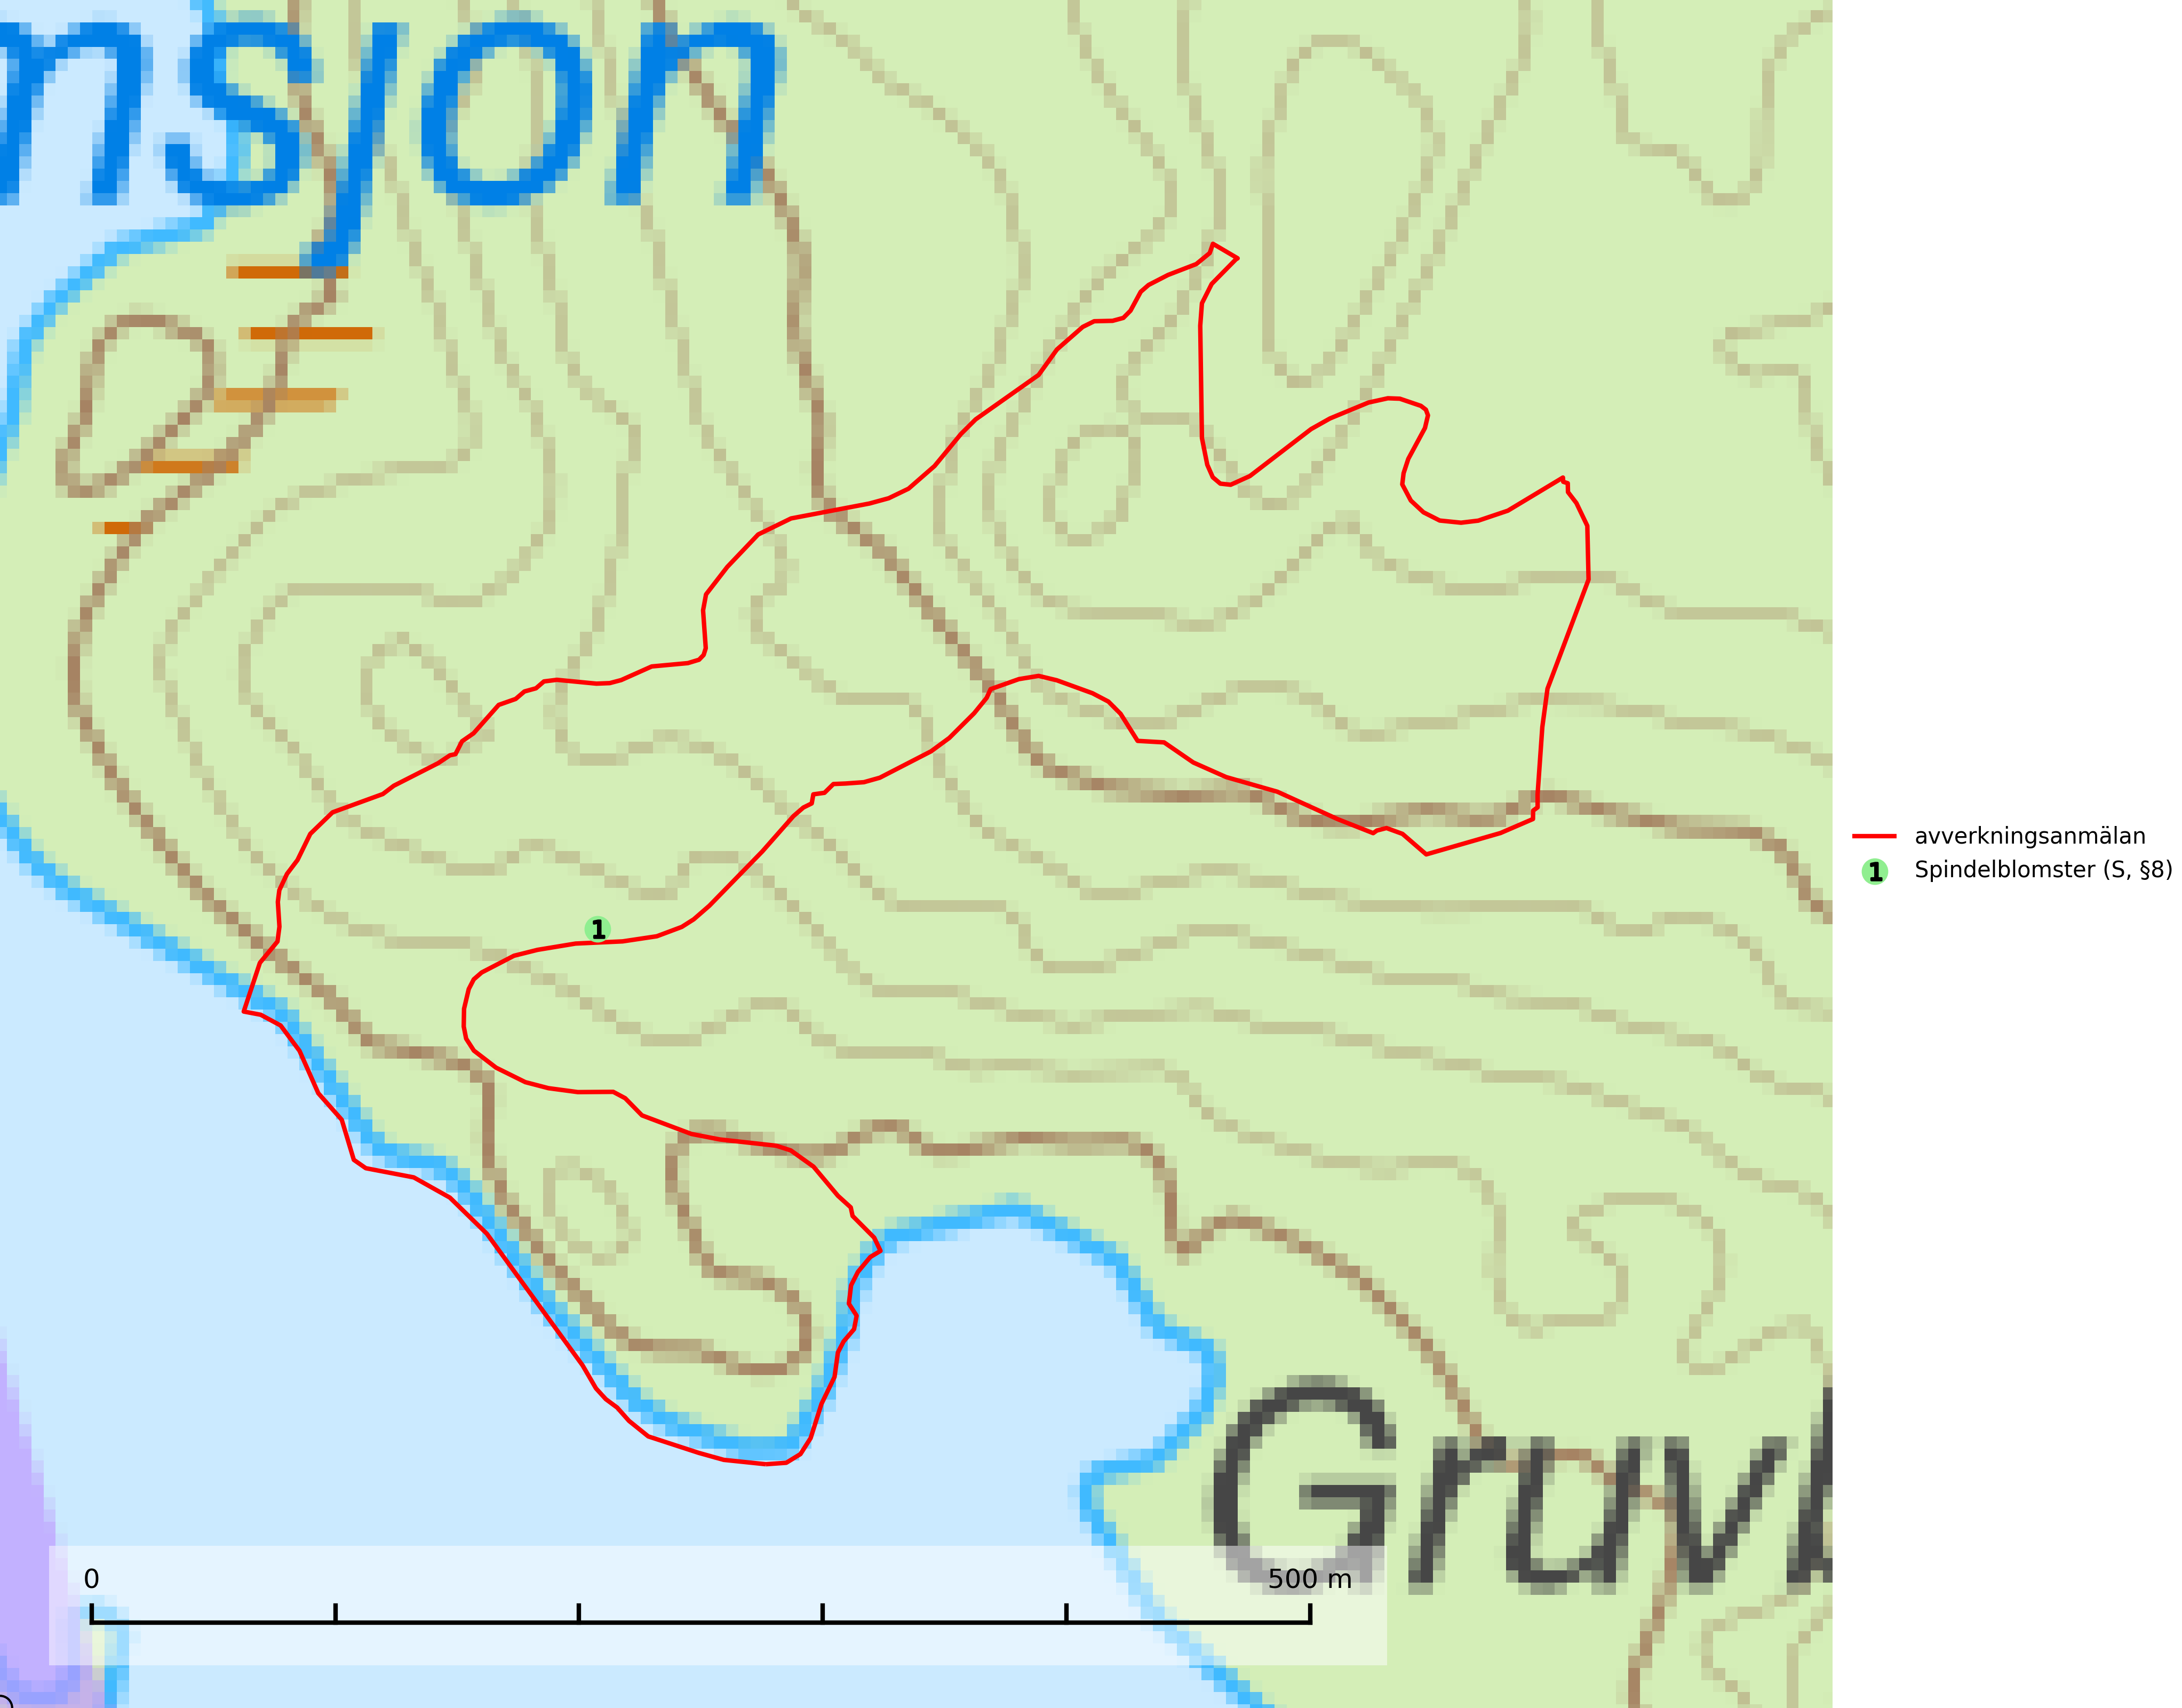 nsjön
avverkningsanmälan
1 Spindelblomster (S, §8)
1
Gruv
0 500 m